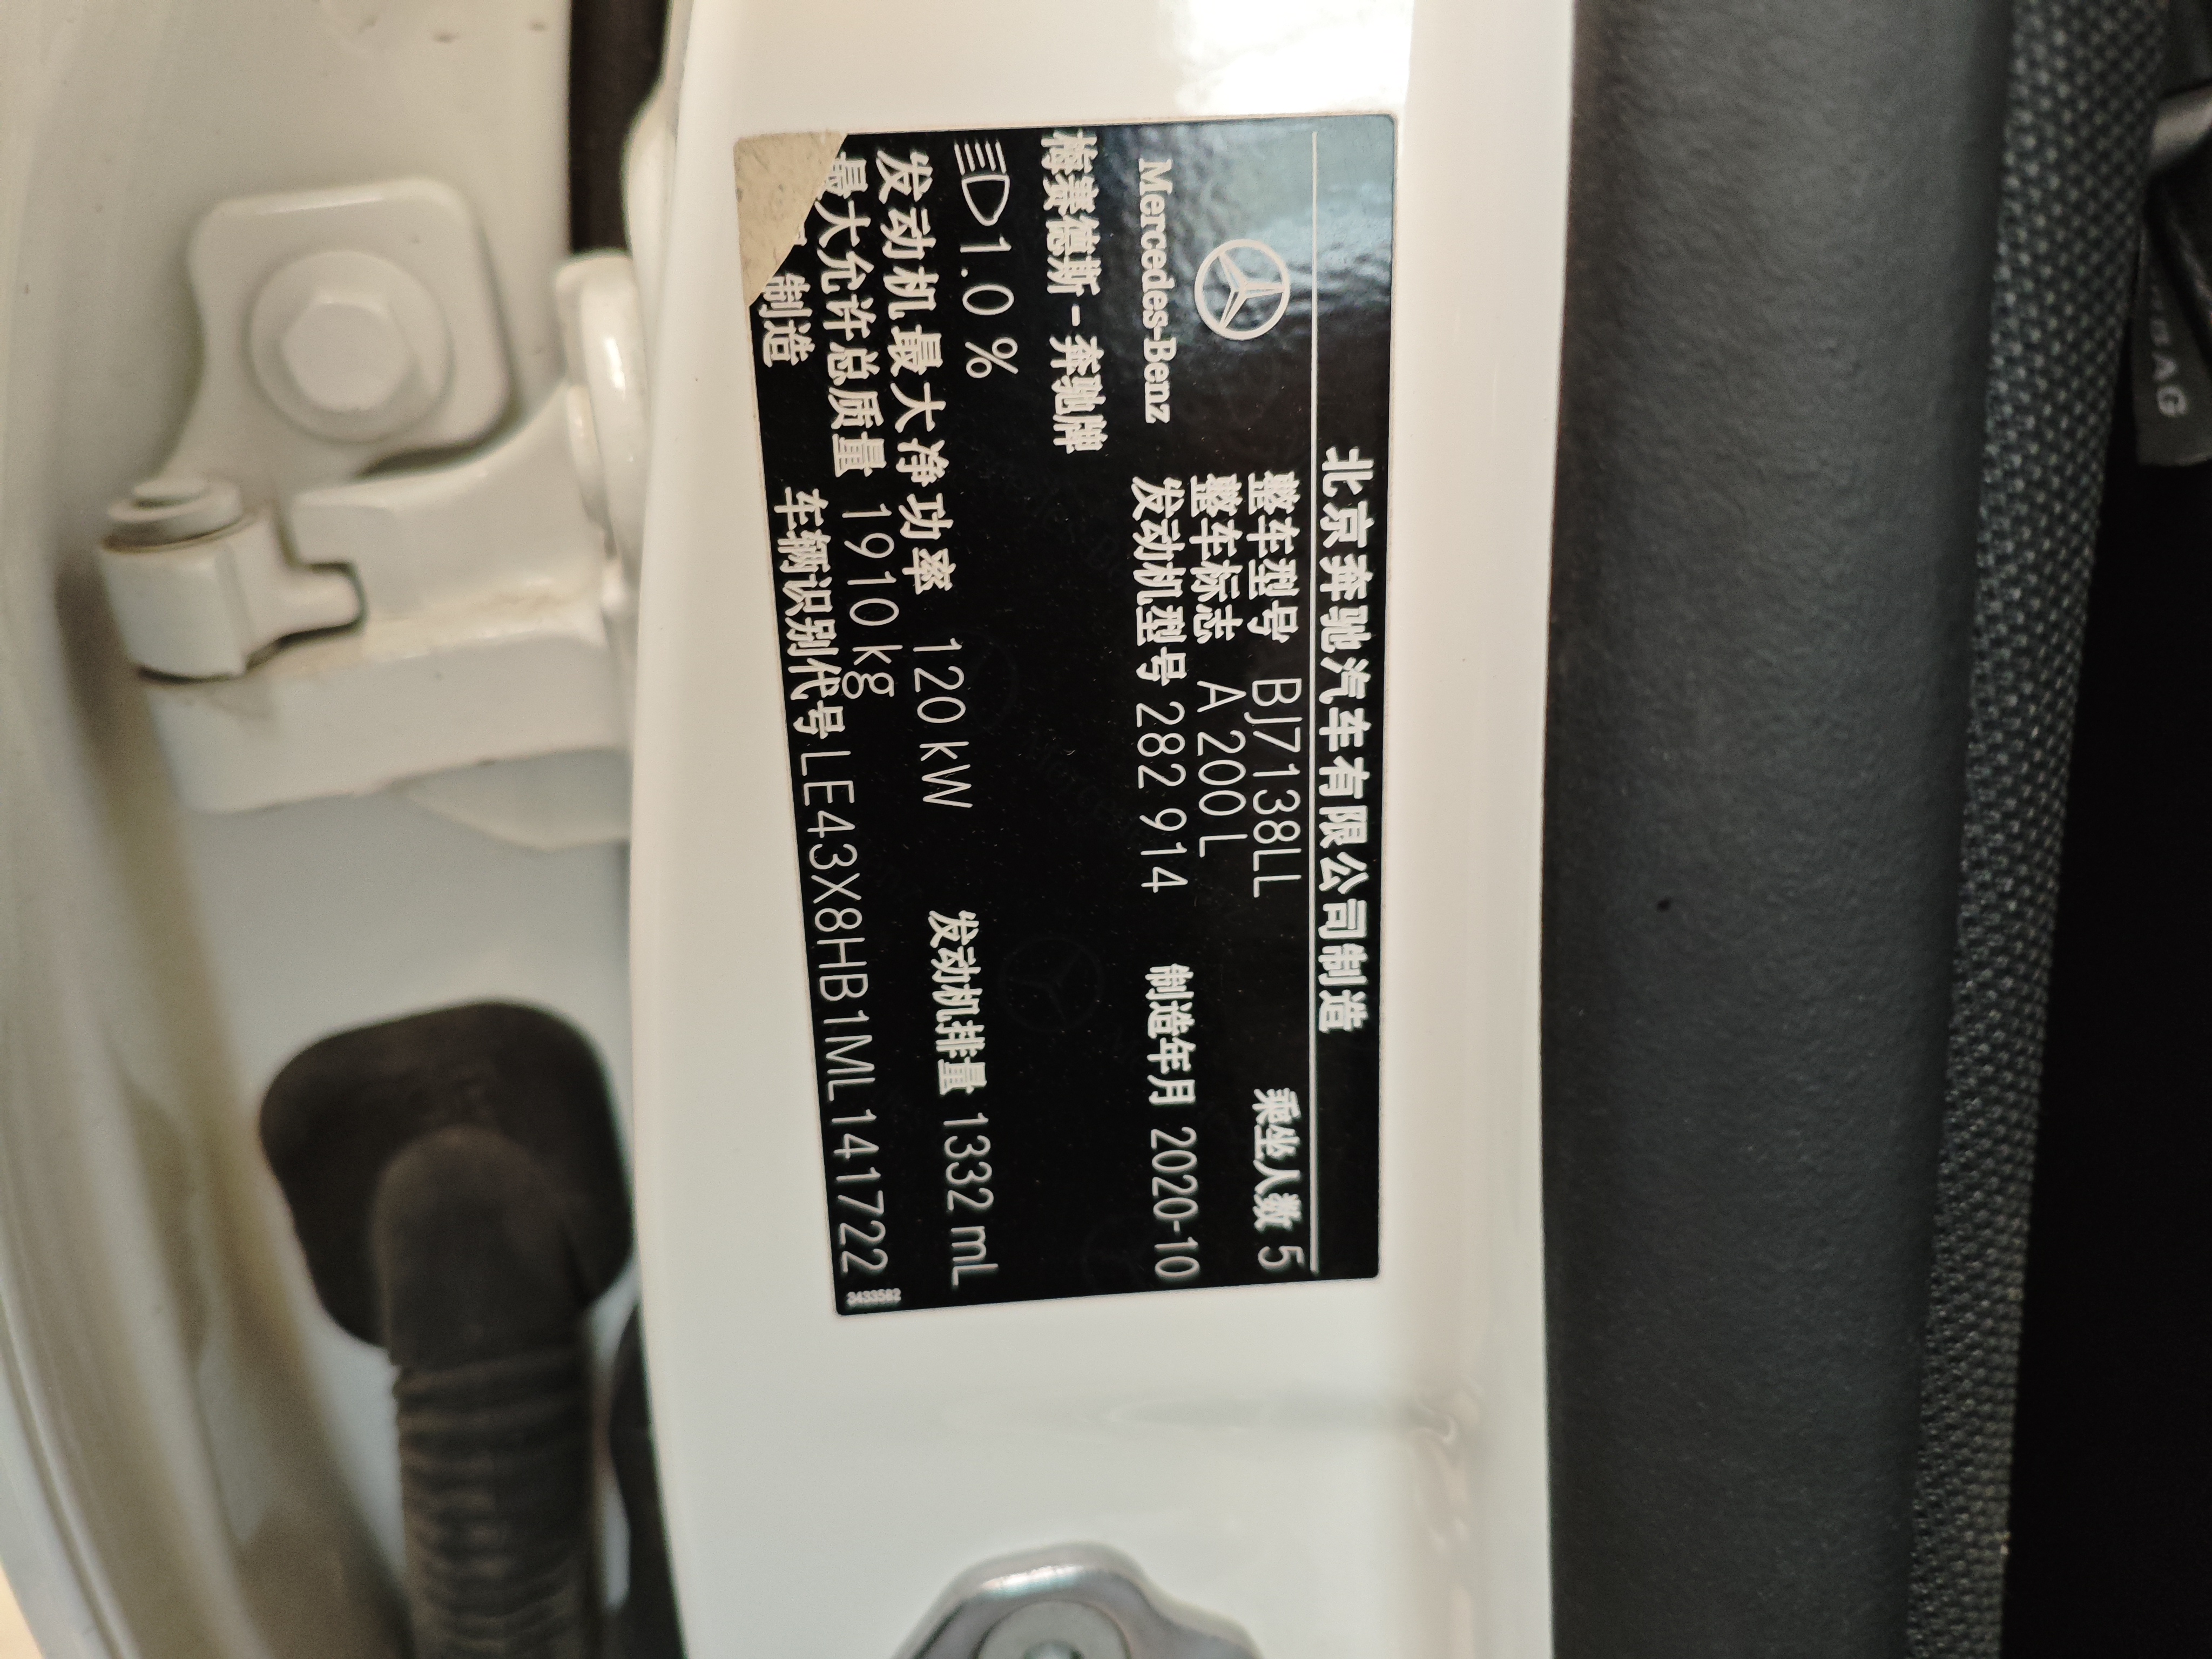 北京奔驰汽车有限公司制造
整车型号 BJ7138LL 乘坐人数 5
整车标志 A 200 L
Mercedes-Benz 发动机型号 282 914 制造年月 2020-10
梅赛德斯-奔驰牌
1.0 %
发动机最大净功率 120 kW 发动机排量 1332 mL
最大允许总质量 1910 kg
制造 车辆识别代号 LE43X8HB1ML141722
3433562
BAG